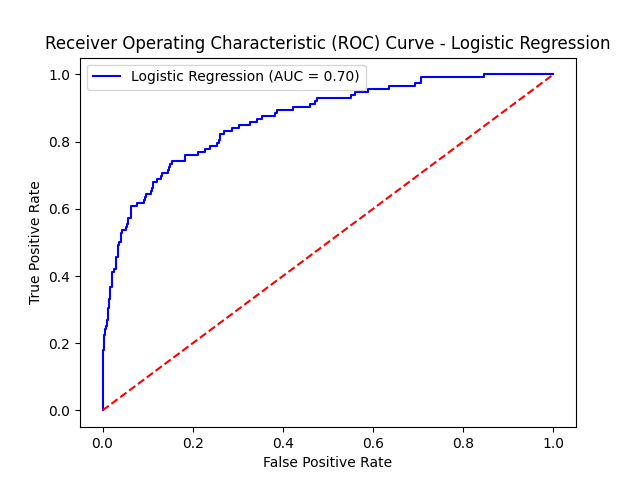 Receiver Operating Characteristic (ROC) Curve - Logistic Regression
Logistic Regression (AUC = 0.70)
1.0
0.8
0.6
0.4
0.2
0.0
True Positive Rate
0.0 0.2 0.4 0.6 0.8 1.0
False Positive Rate